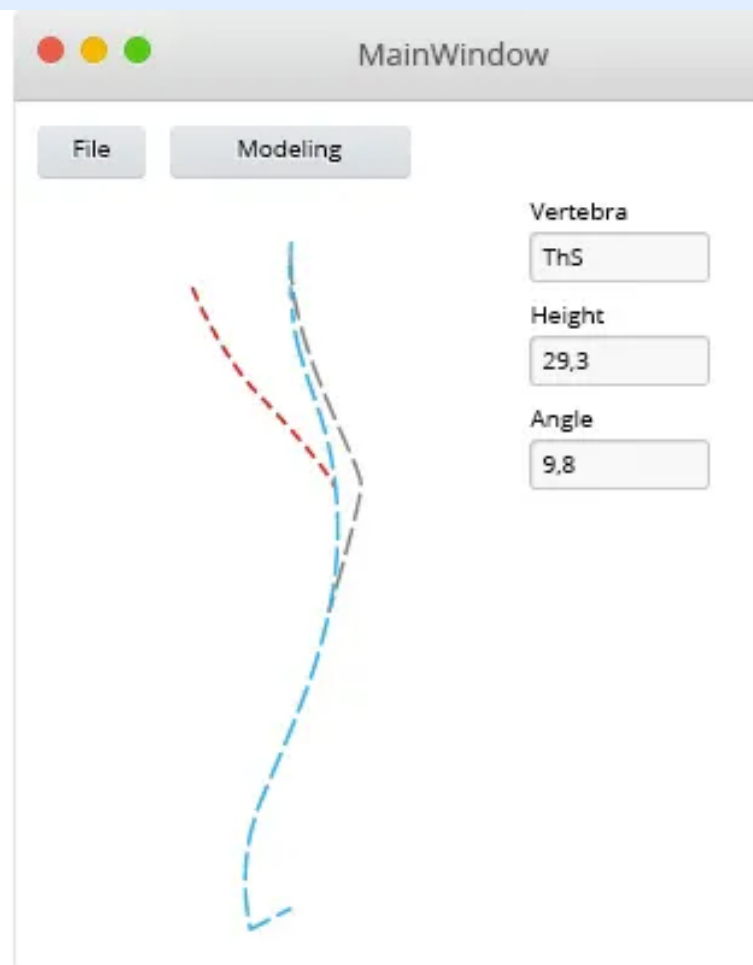 MainWindow
File
Modeling
Vertebra
ThS
Height
29,3
Angle
9,8